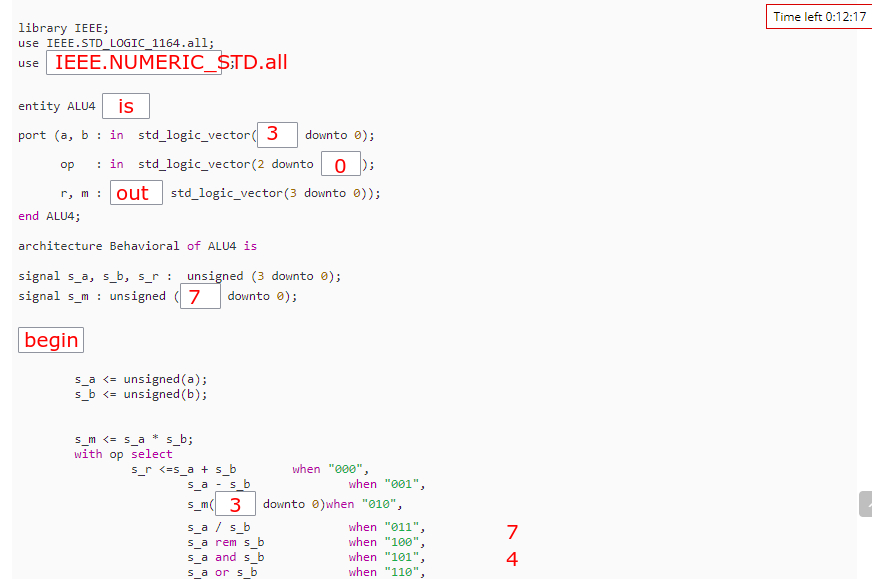 Time left 0:12:17
library IEEE;
use IEEE.STD_LOGIC_1164.all;
use IEEE.NUMERIC_STD.all;
entity ALU4 is
port (a, b : in std_logic_vector(3 downto 0);
op : in std_logic_vector(2 downto 0);
r, m : out std_logic_vector(3 downto 0));
end ALU4;
architecture Behavioral of ALU4 is
signal s_a, s_b, s_r : unsigned (3 downto 0);
signal s_m : unsigned (7 downto 0);
begin
s_a <= unsigned(a);
s_b <= unsigned(b);
s_m <= s_a * s_b;
with op select
s_r <=s_a + s_b when "000",
s_a - s_b when "001",
s_m(3 downto 0)when "010",
s_a / s_b when "011", 7
s_a rem s_b when "100",
s_a and s_b when "101", 4
s_a or s_b when "110",